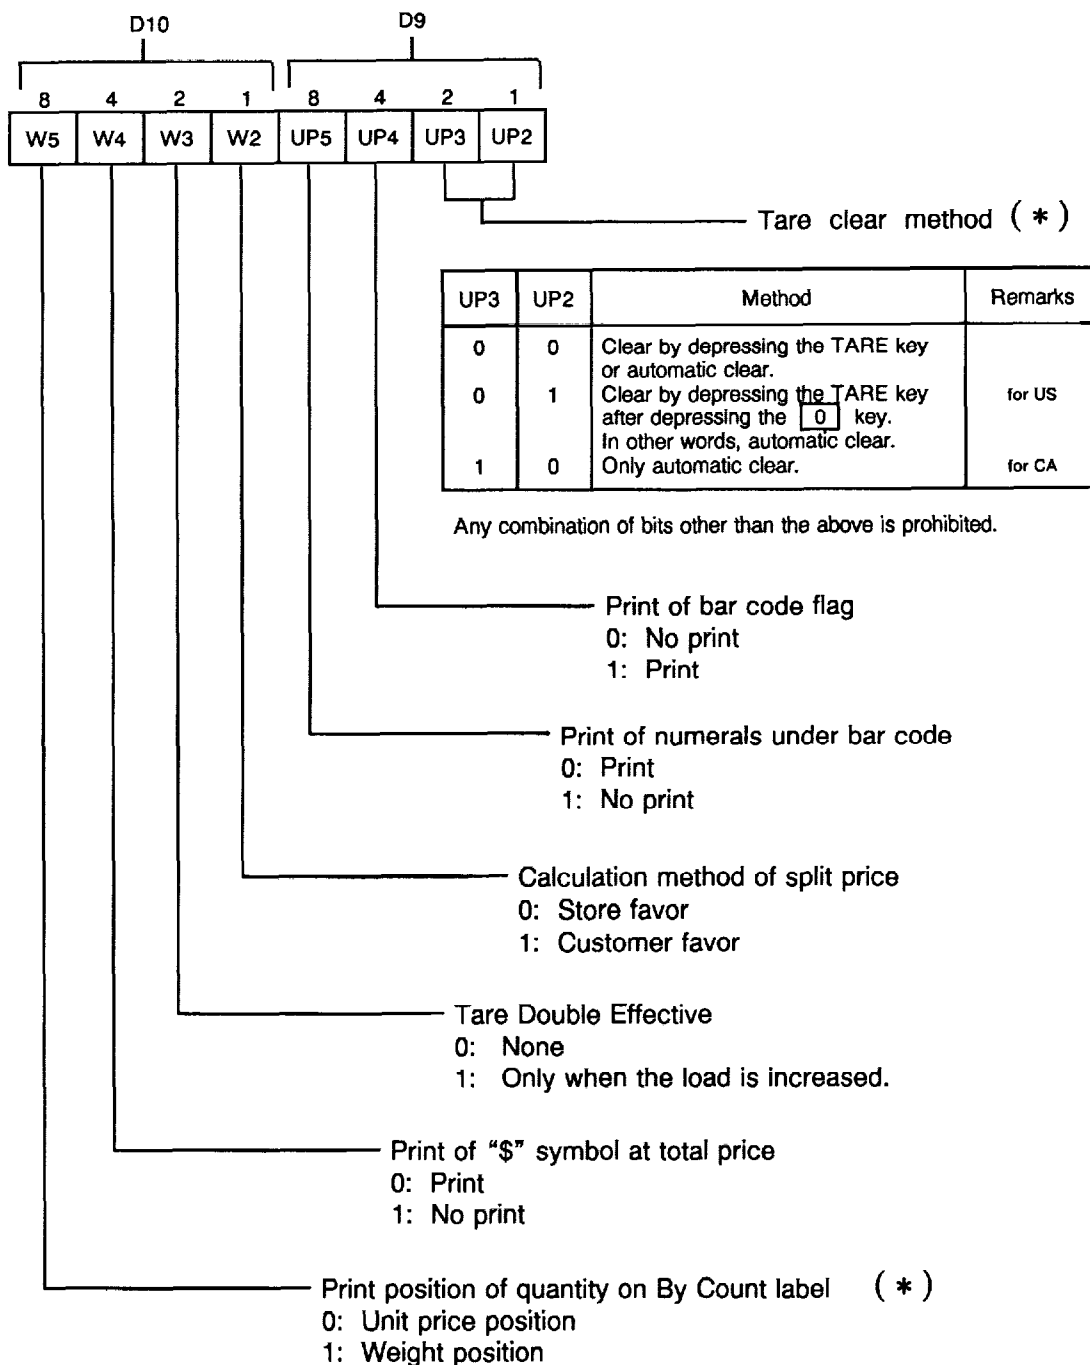 D10 D9
8 4 2 1 8 4 2 1
W5 W4 W3 W2 UP5 UP4 UP3 UP2
Tare clear method (*)
UP3 UP2 Method Remarks
0 0 Clear by depressing the TARE key
or automatic clear.
0 1 Clear by depressing the TARE key for US
after depressing the 0 key.
In other words, automatic clear.
1 0 Only automatic clear. for CA
Any combination of bits other than the above is prohibited.
Print of bar code flag
0: No print
1: Print
Print of numerals under bar code
0: Print
1: No print
Calculation method of split price
0: Store favor
1: Customer favor
Tare Double Effective
0: None
1: Only when the load is increased.
Print of "$" symbol at total price
0: Print
1: No print
Print position of quantity on By Count label (*)
0: Unit price position
1: Weight position